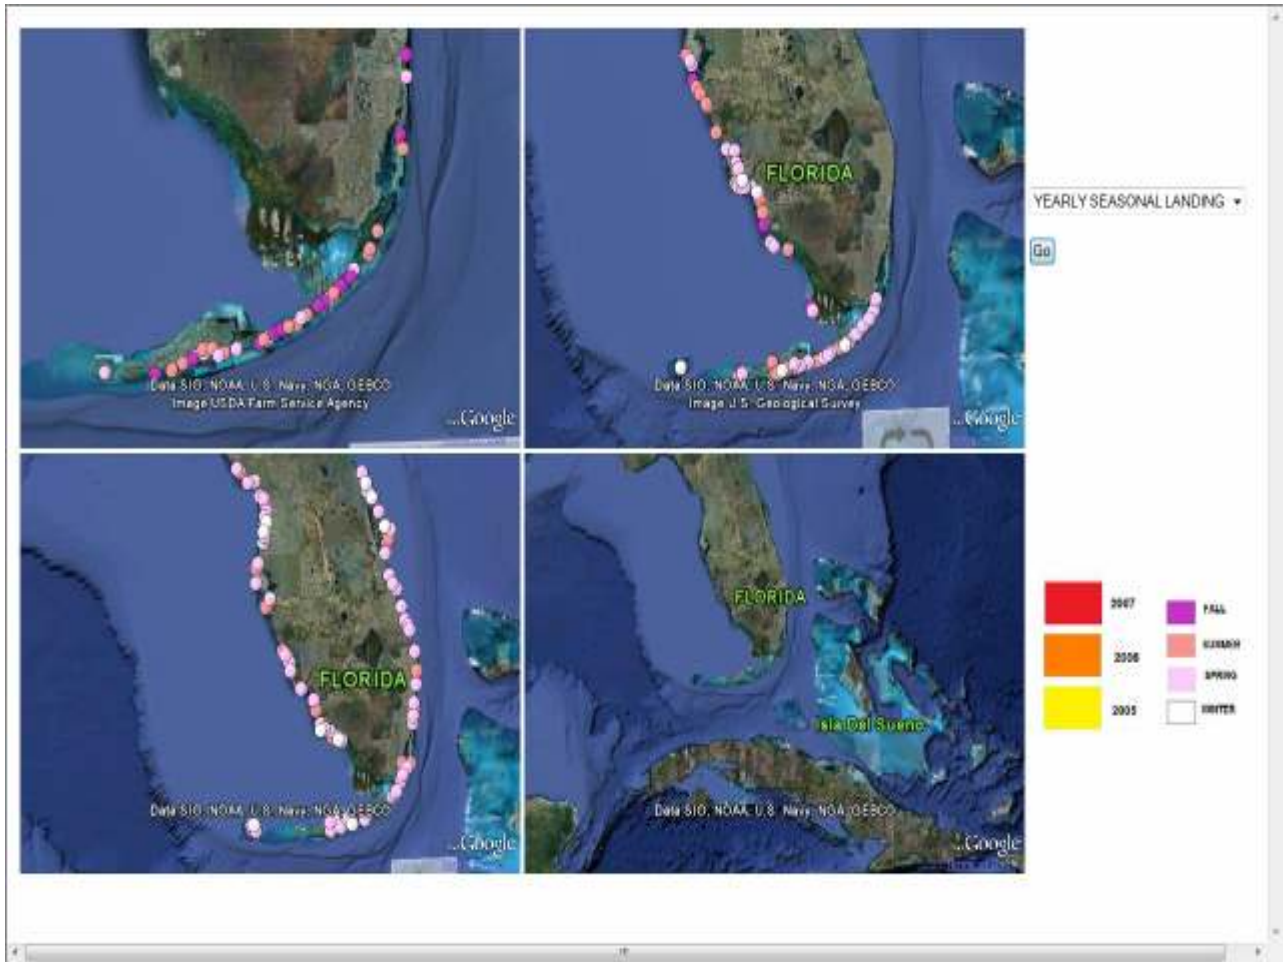 Data SIO, NOAA, U.S. Navy, NGA, GEBCO
Image USDA Farm Service Agency
...Google
FLORIDA
Data SIO, NOAA, U.S. Navy, NGA, GEBCO
Image U.S. Geological Survey
...Google
YEARLY SEASONAL LANDING
Go
FLORIDA
Data SIO, NOAA, U.S. Navy, NGA, GEBCO
...Google
FLORIDA
Isla Del Sueno
Data SIO, NOAA, U.S. Navy, NGA, GEBCO
...Google
2007
FALL
SUMMER
2006
SPRING
2005
WINTER